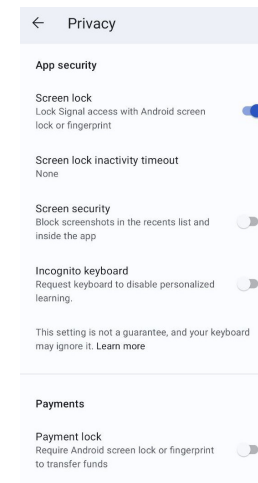 Privacy
App security
Screen lock
Lock Signal access with Android screen
lock or fingerprint
Screen lock inactivity timeout
None
Screen security
Block screenshots in the recents list and
inside the app
Incognito keyboard
Request keyboard to disable personalized
learning.
This setting is not a guarantee, and your keyboard
may ignore it. Learn more
Payments
Payment lock
Require Android screen lock or fingerprint
to transfer funds